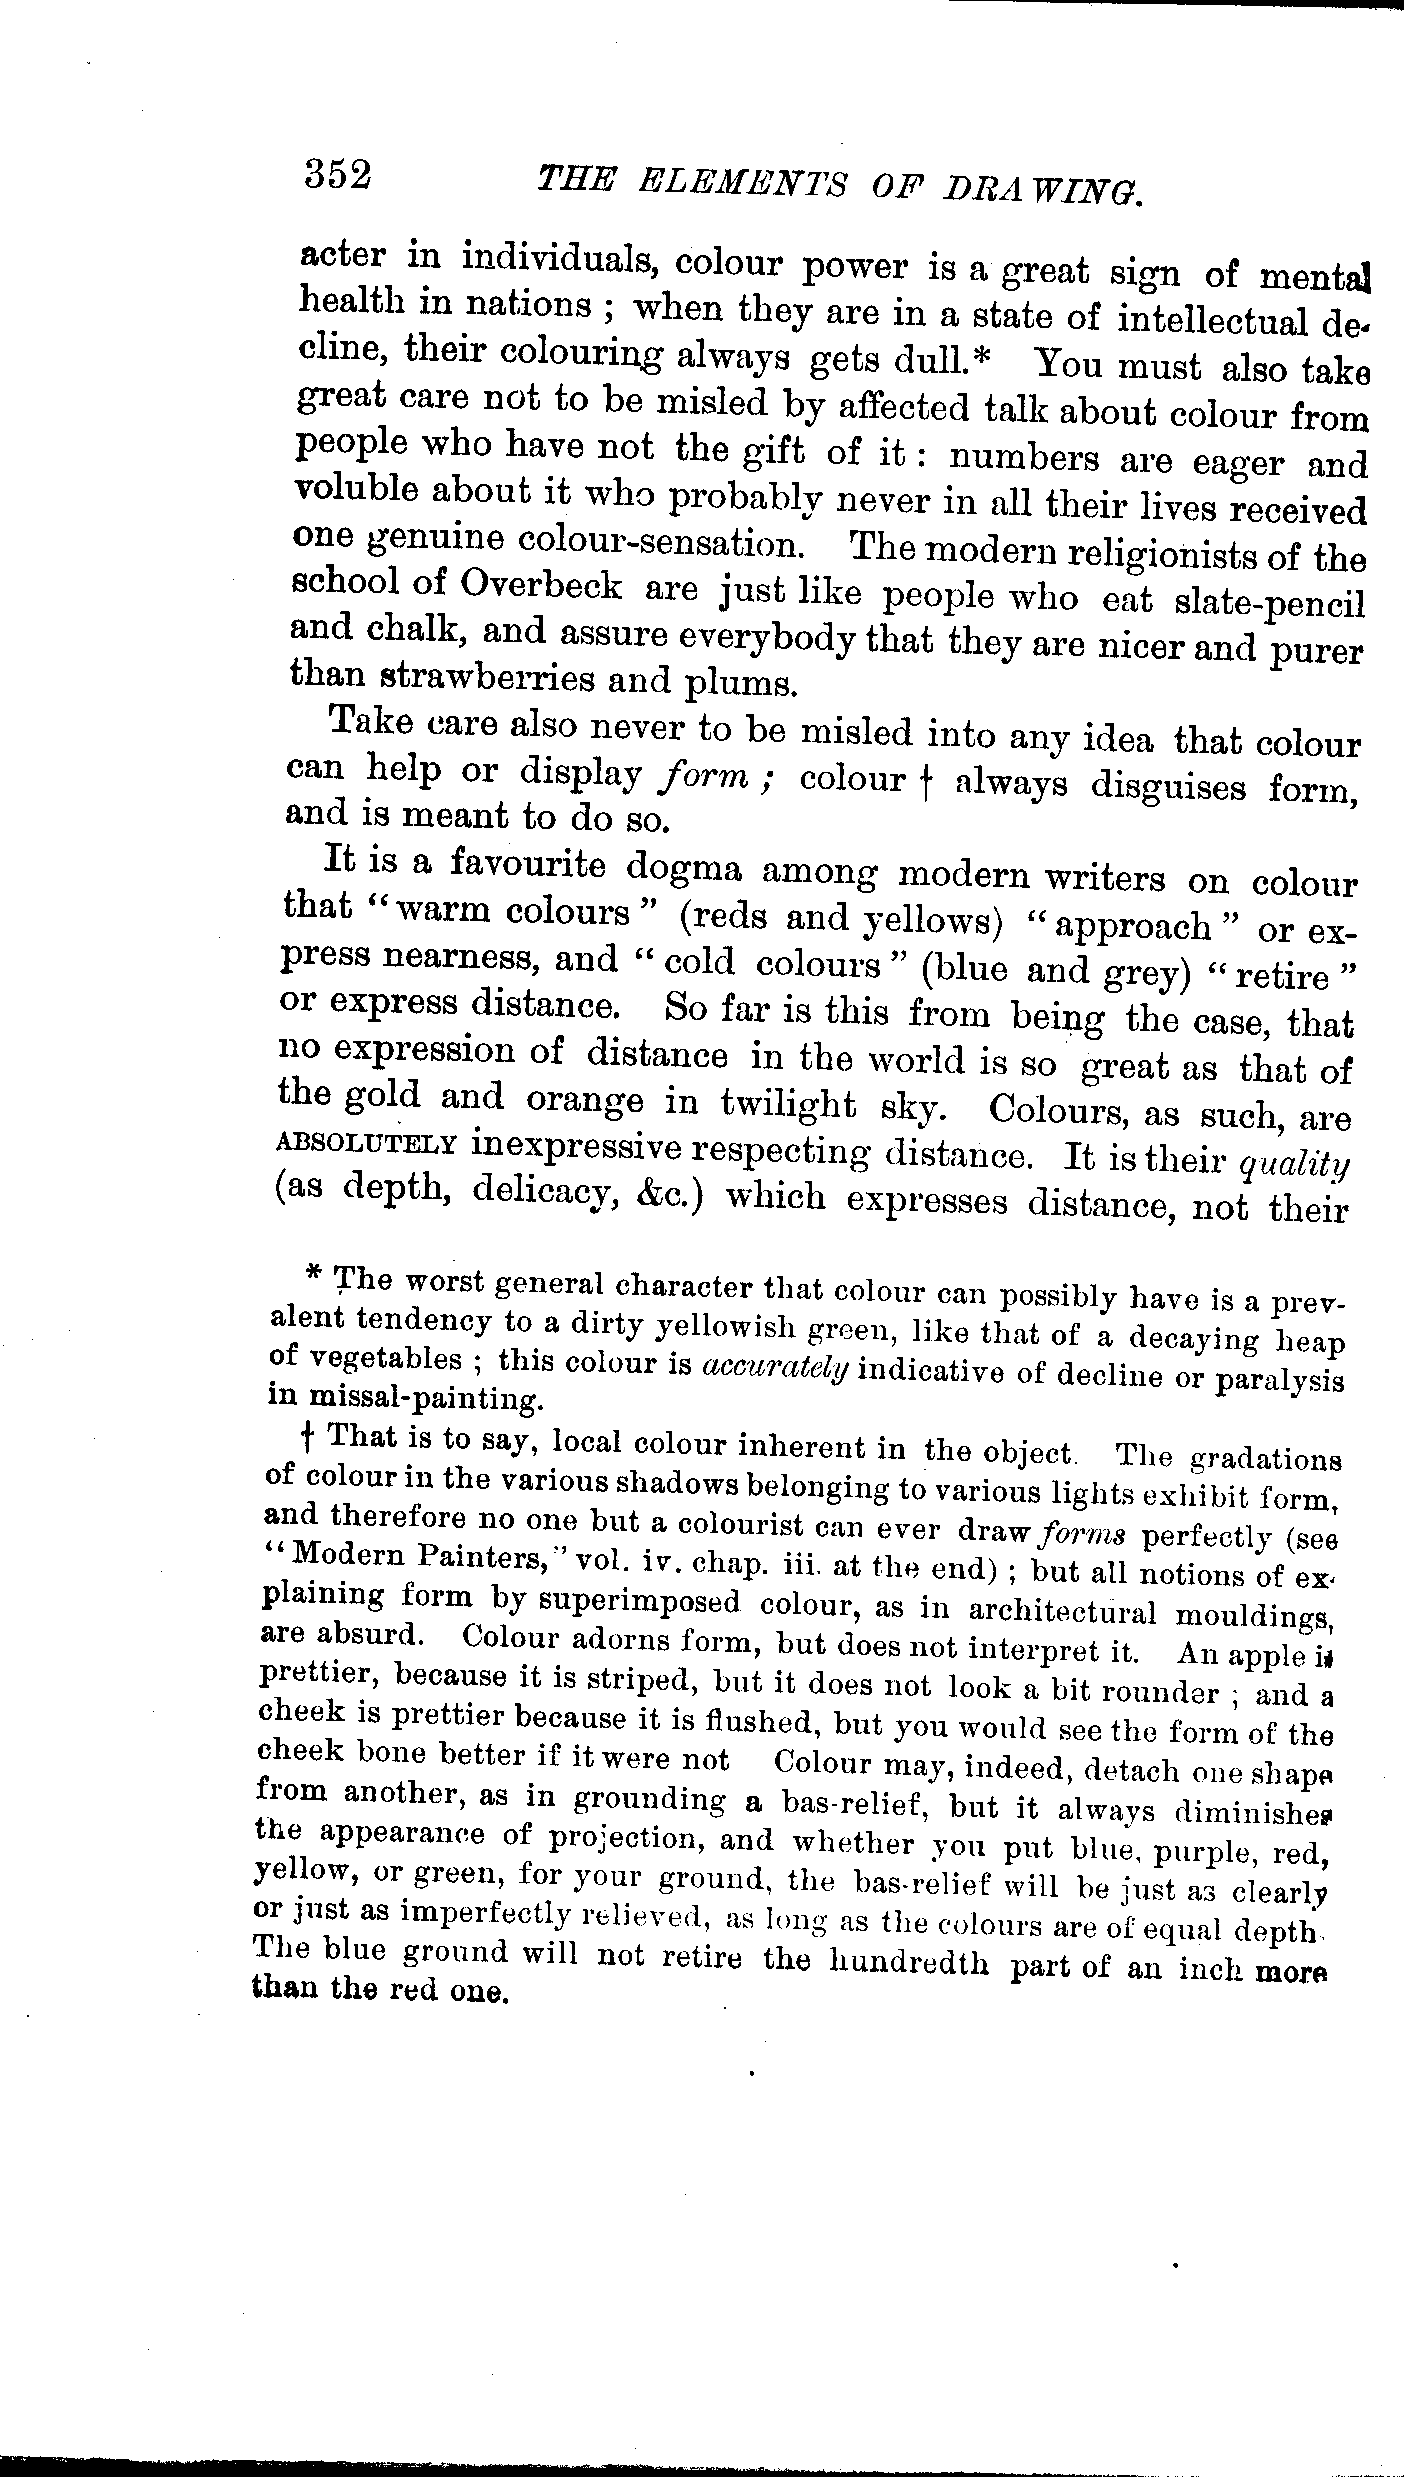 352 THE ELEMENTS OF DRAWING.
acter in individuals, colour power is a great sign of mental
health in nations ; when they are in a state of intellectual de-
cline, their colouring always gets dull.* You must also take
great care not to be misled by affected talk about colour from
people who have not the gift of it : numbers are eager and
voluble about it who probably never in all their lives received
one genuine colour-sensation. The modern religionists of the
school of Overbeck are just like people who eat slate-pencil
and chalk, and assure everybody that they are nicer and purer
than strawberries and plums.
Take care also never to be misled into any idea that colour
can help or display form ; colour † always disguises form,
and is meant to do so.
It is a favourite dogma among modern writers on colour
that “warm colours” (reds and yellows) “approach” or ex-
press nearness, and “cold colours” (blue and grey) “retire”
or express distance. So far is this from being the case, that
no expression of distance in the world is so great as that of
the gold and orange in twilight sky. Colours, as such, are
ABSOLUTELY inexpressive respecting distance. It is their quality
(as depth, delicacy, &c.) which expresses distance, not their
* The worst general character that colour can possibly have is a prev-
alent tendency to a dirty yellowish green, like that of a decaying heap
of vegetables ; this colour is accurately indicative of decline or paralysis
in missal-painting.
† That is to say, local colour inherent in the object. The gradations
of colour in the various shadows belonging to various lights exhibit form,
and therefore no one but a colourist can ever draw forms perfectly (see
“Modern Painters,” vol. iv. chap. iii. at the end) ; but all notions of ex-
plaining form by superimposed colour, as in architectural mouldings,
are absurd. Colour adorns form, but does not interpret it. An apple is
prettier, because it is striped, but it does not look a bit rounder ; and a
cheek is prettier because it is flushed, but you would see the form of the
cheek bone better if it were not Colour may, indeed, detach one shape
from another, as in grounding a bas-relief, but it always diminishes
the appearance of projection, and whether you put blue, purple, red,
yellow, or green, for your ground, the bas-relief will be just as clearly
or just as imperfectly relieved, as long as the colours are of equal depth.
The blue ground will not retire the hundredth part of an inch more
than the red one.